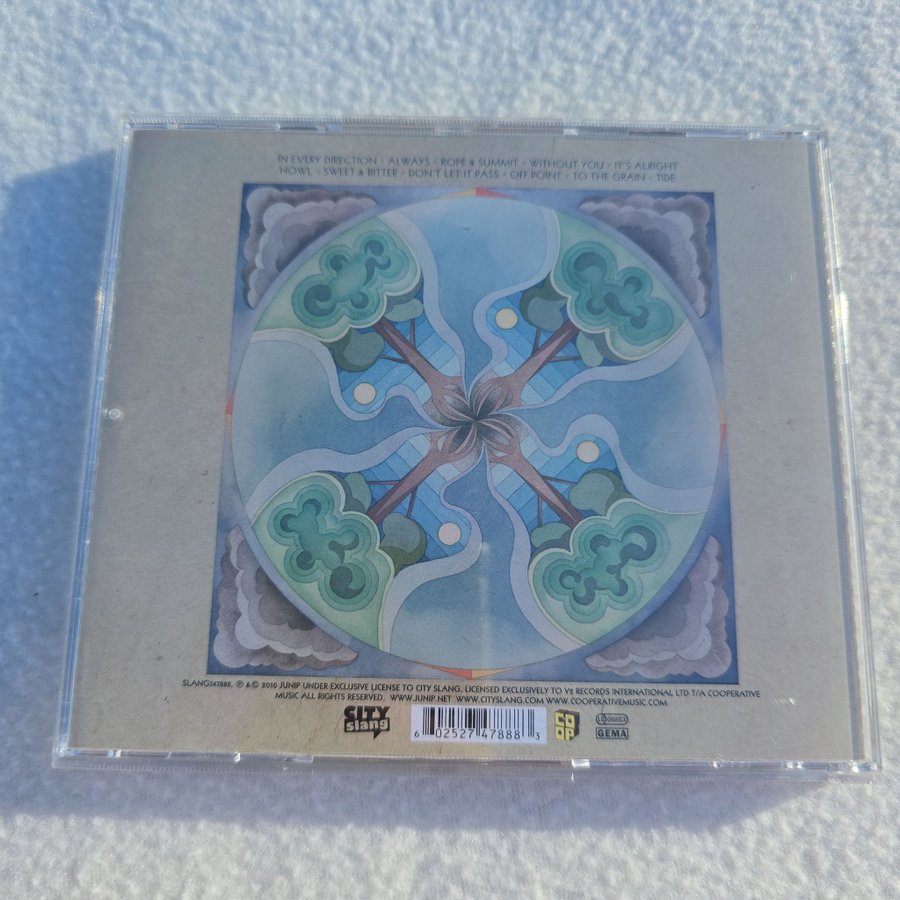 IN EVERY DIRECTION · ALWAYS · ROPE & SUMMIT · WITHOUT YOU · IT'S ALRIGHT
HOWL · SWEET & BITTER · DON'T LET IT PASS · OFF POINT · TO THE GRAIN · TIDE
SLANG747888, ℗ & © 2010 JUNIP UNDER EXCLUSIVE LICENSE TO CITY SLANG. LICENSED EXCLUSIVELY TO V2 RECORDS INTERNATIONAL LTD T/A COOPERATIVE
MUSIC ALL RIGHTS RESERVED. WWW.JUNIP.NET WWW.CITYSLANG.COM WWW.COOPERATIVEMUSIC.COM
CITY
slang
6 02527 47888 3
CO
OP
LC 06853
GEMA